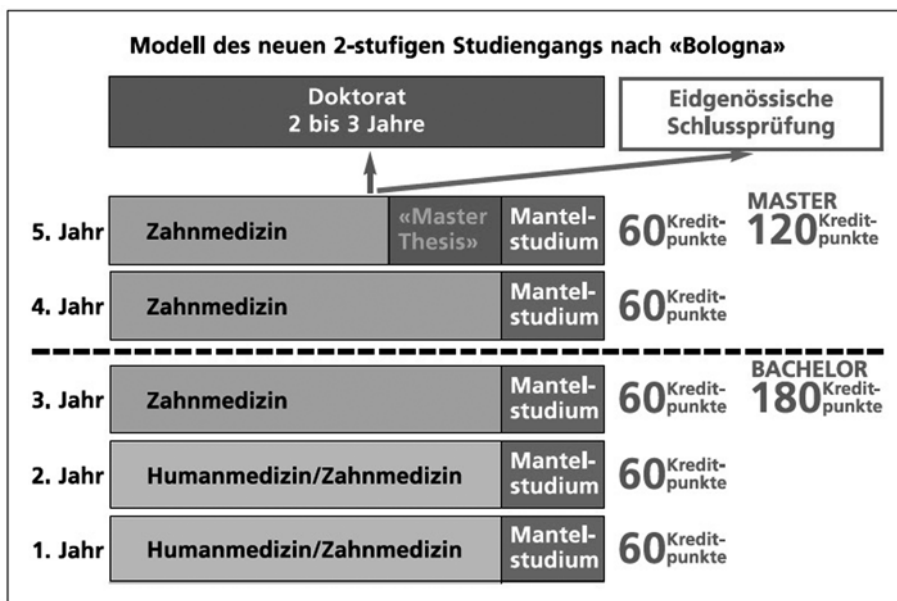 Modell des neuen 2-stufigen Studiengangs nach «Bologna»
Doktorat
2 bis 3 Jahre
Eidgenössische
Schlussprüfung
5. Jahr
Zahnmedizin
«Master
Thesis»
Mantel-
studium
60 Kredit-
punkte
MASTER
120 Kredit-
punkte
4. Jahr
Zahnmedizin
Mantel-
studium
60 Kredit-
punkte
3. Jahr
Zahnmedizin
Mantel-
studium
60 Kredit-
punkte
BACHELOR
180 Kredit-
punkte
2. Jahr
Humanmedizin/Zahnmedizin
Mantel-
studium
60 Kredit-
punkte
1. Jahr
Humanmedizin/Zahnmedizin
Mantel-
studium
60 Kredit-
punkte